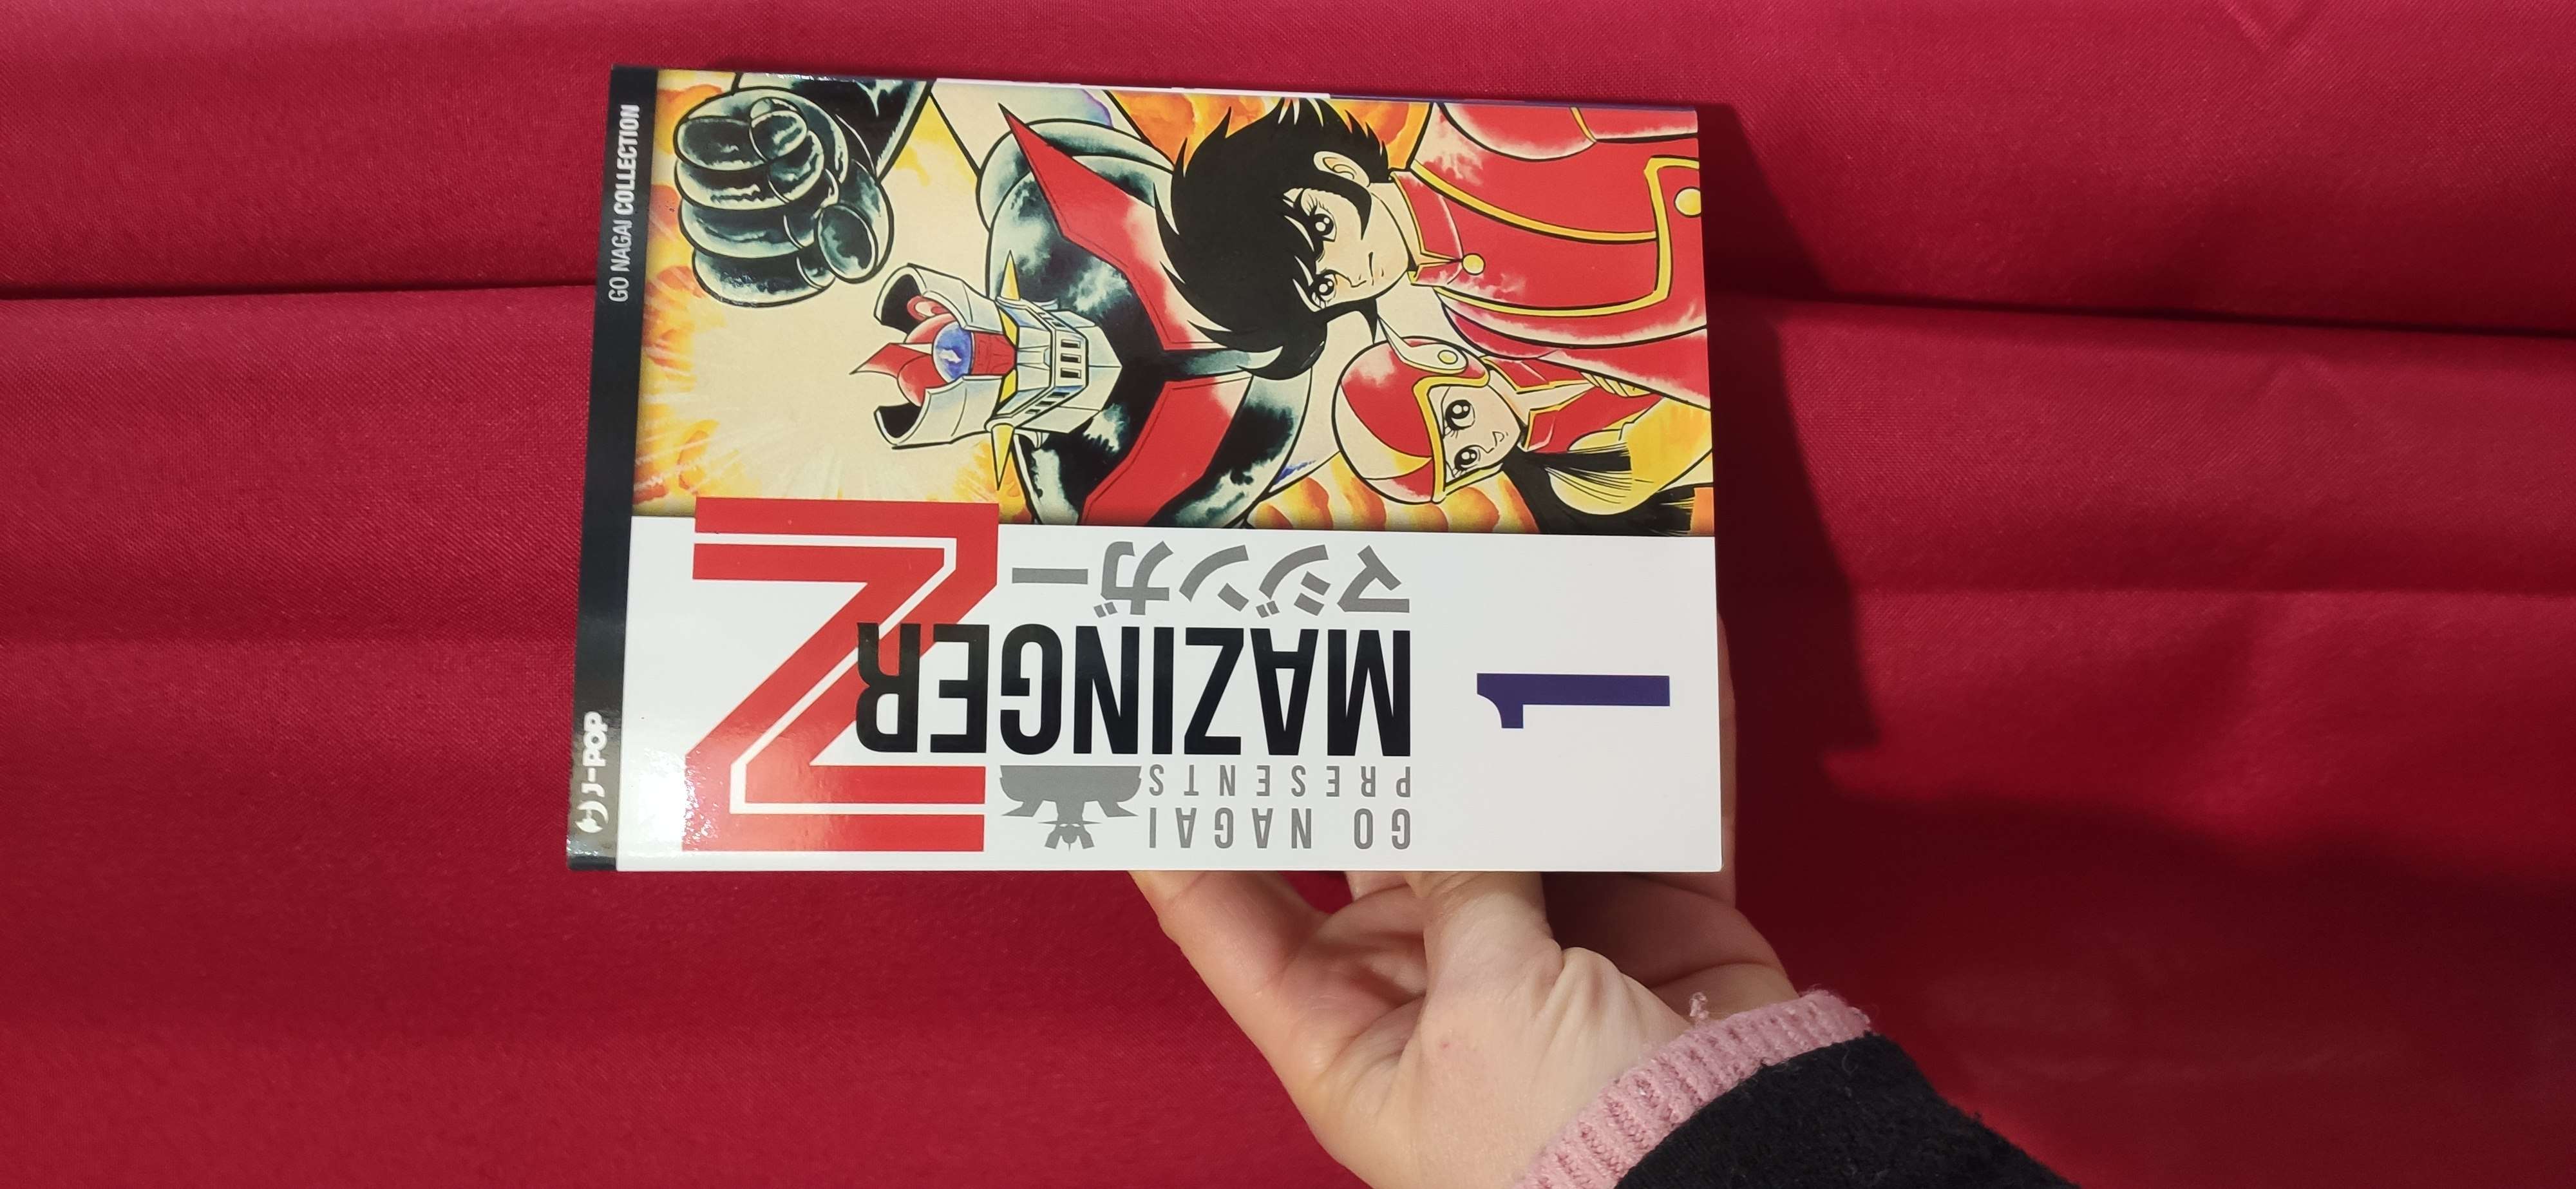 GO NAGAI COLLECTION
J-POP
GO NAGAI
PRESENTS
MAZINGER
Z
マジンガー
1